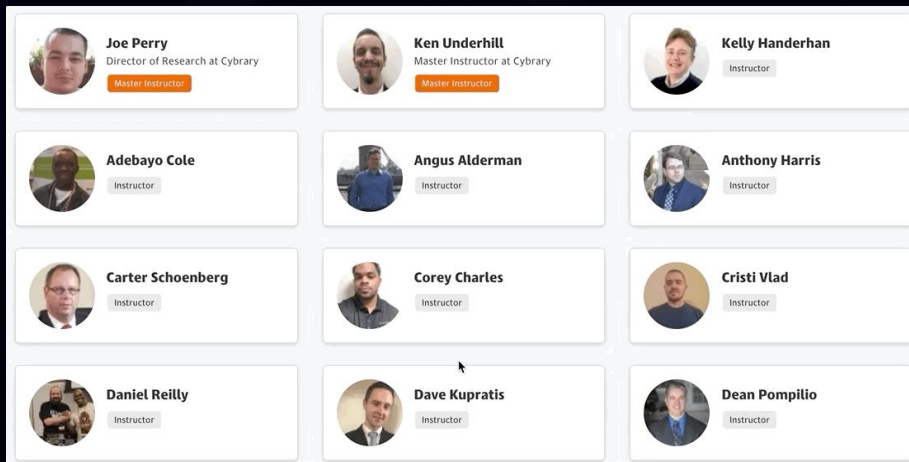 Joe Perry
Director of Research at Cybrary
Master Instructor
Ken Underhill
Master Instructor at Cybrary
Master Instructor
Kelly Handerhan
Instructor
Adebayo Cole
Instructor
Angus Alderman
Instructor
Anthony Harris
Instructor
Carter Schoenberg
Instructor
Corey Charles
Instructor
Cristi Vlad
Instructor
Daniel Reilly
Instructor
Dave Kupratis
Instructor
Dean Pompilio
Instructor